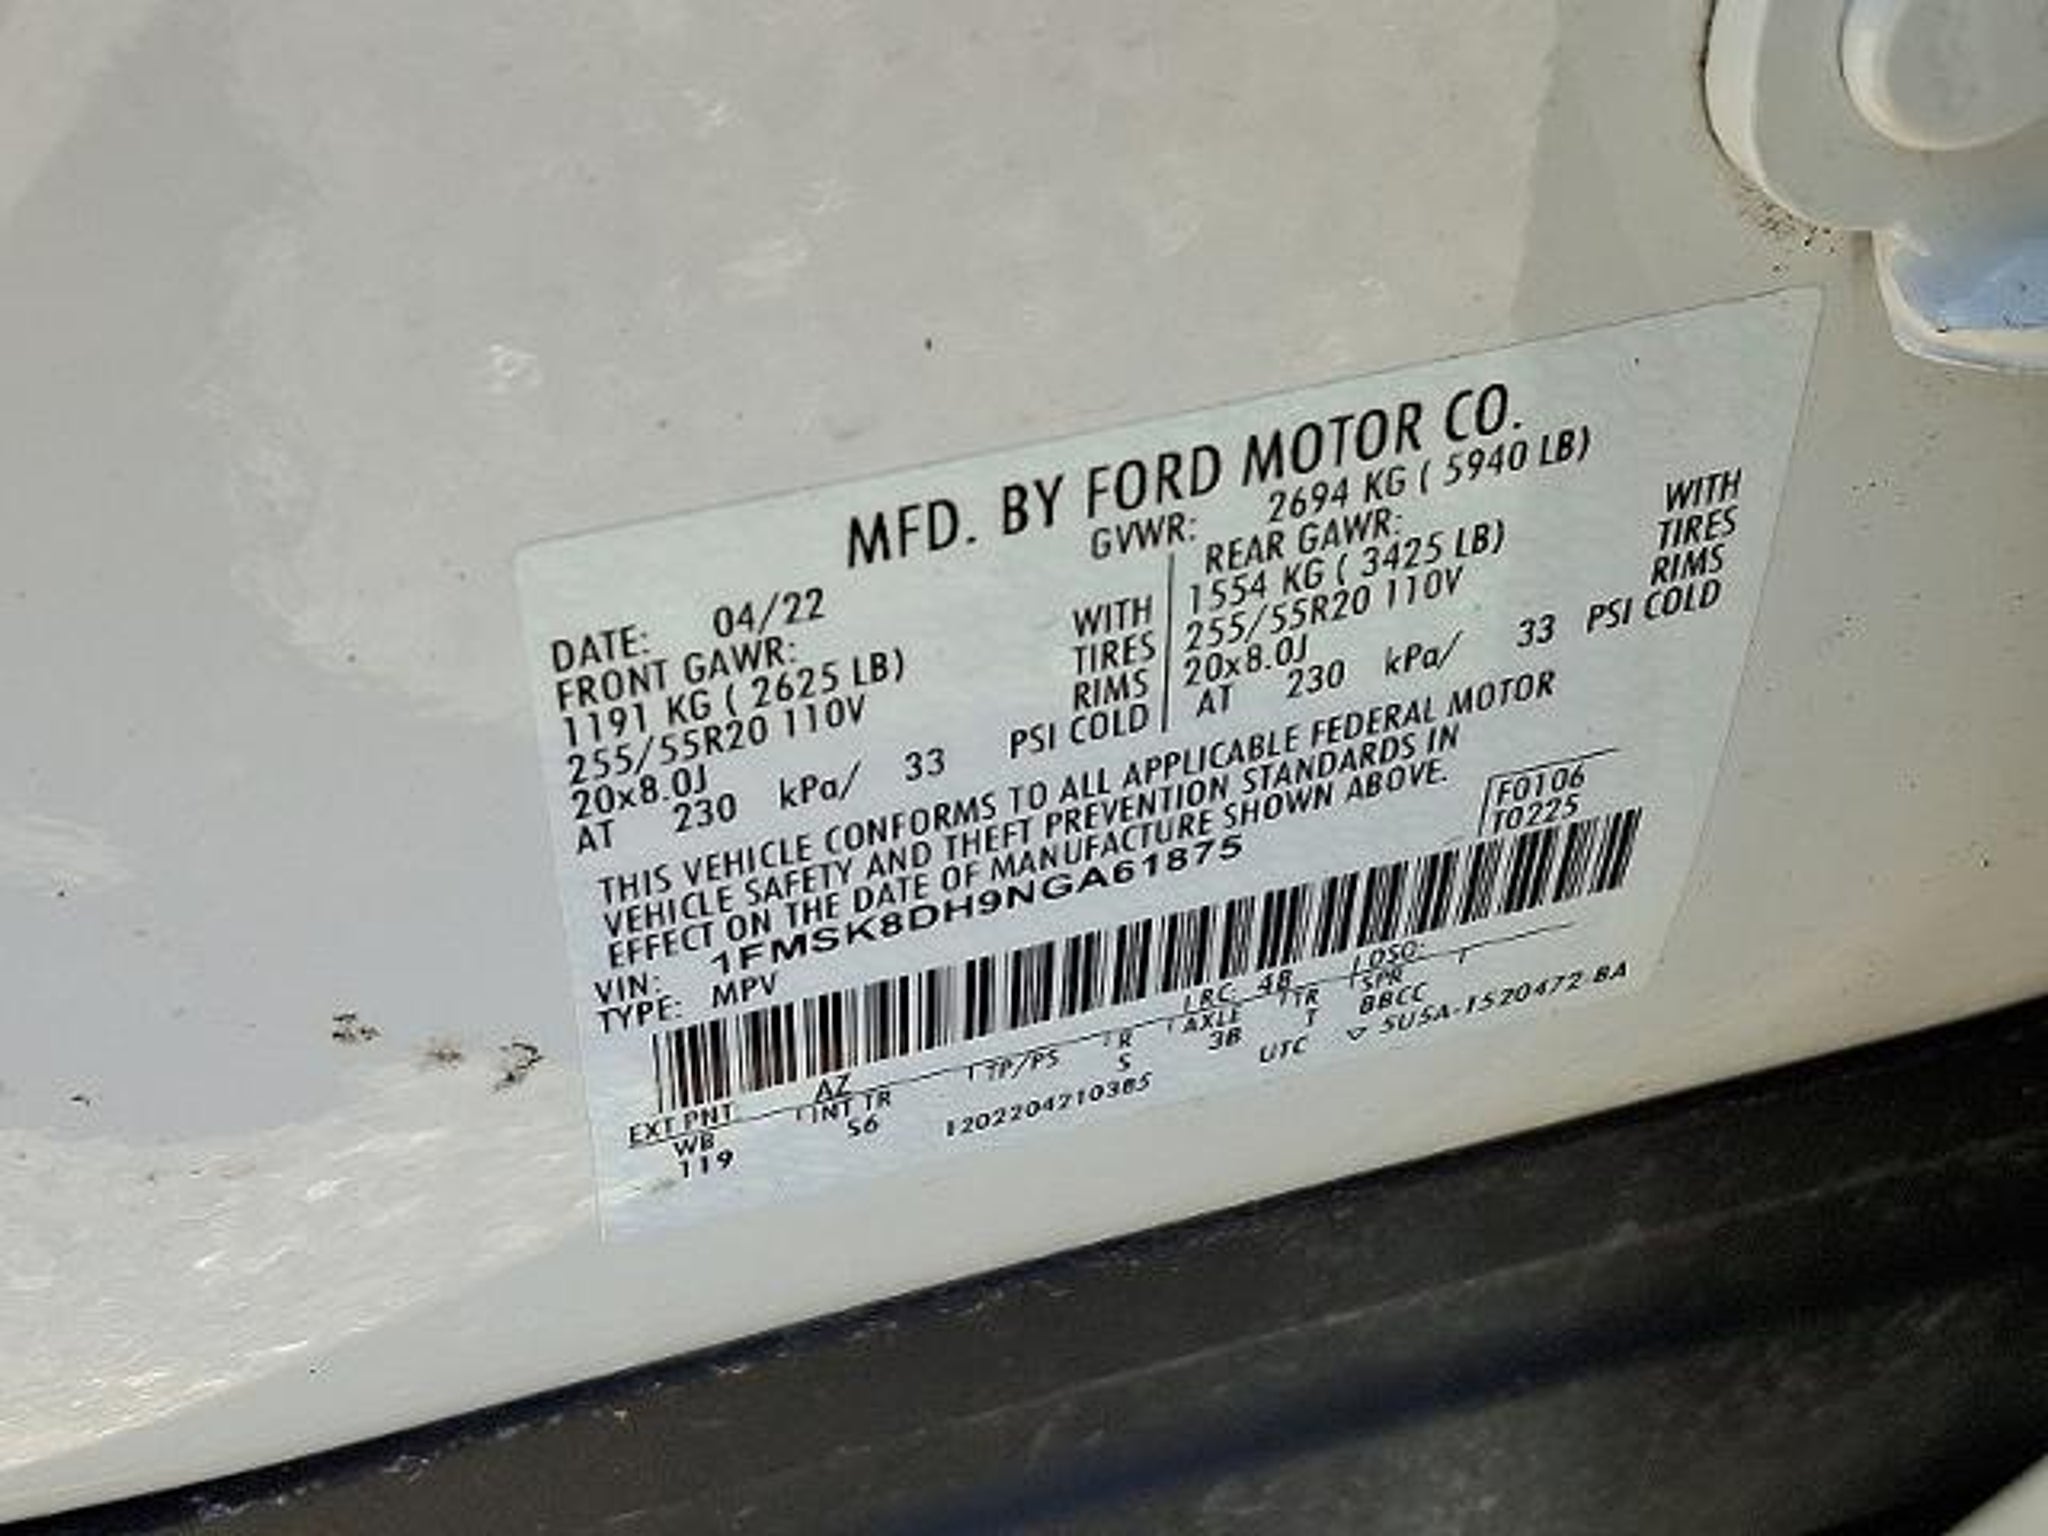 MFD. BY FORD MOTOR CO.
GVWR: 2694 KG ( 5940 LB)
DATE: 04/22
FRONT GAWR:
1191 KG ( 2625 LB) WITH
255/55R20 110V TIRES
20x8.0J RIMS
AT 230 kPa/ 33 PSI COLD
REAR GAWR:
1554 KG ( 3425 LB) WITH
255/55R20 110V TIRES
20x8.0J RIMS
AT 230 kPa/ 33 PSI COLD
THIS VEHICLE CONFORMS TO ALL APPLICABLE FEDERAL MOTOR
VEHICLE SAFETY AND THEFT PREVENTION STANDARDS IN
EFFECT ON THE DATE OF MANUFACTURE SHOWN ABOVE.
F0106
T0225
VIN: 1FMSK8DH9NGA61875
TYPE: MPV
EXT PNT AZ RC: 48 DSO:
WB INT TR TP/PS R AXLE TR SPR
119 S6 S 3B T BBCC
1202204210385 UTC ▽ 5U5A-1520472-BA